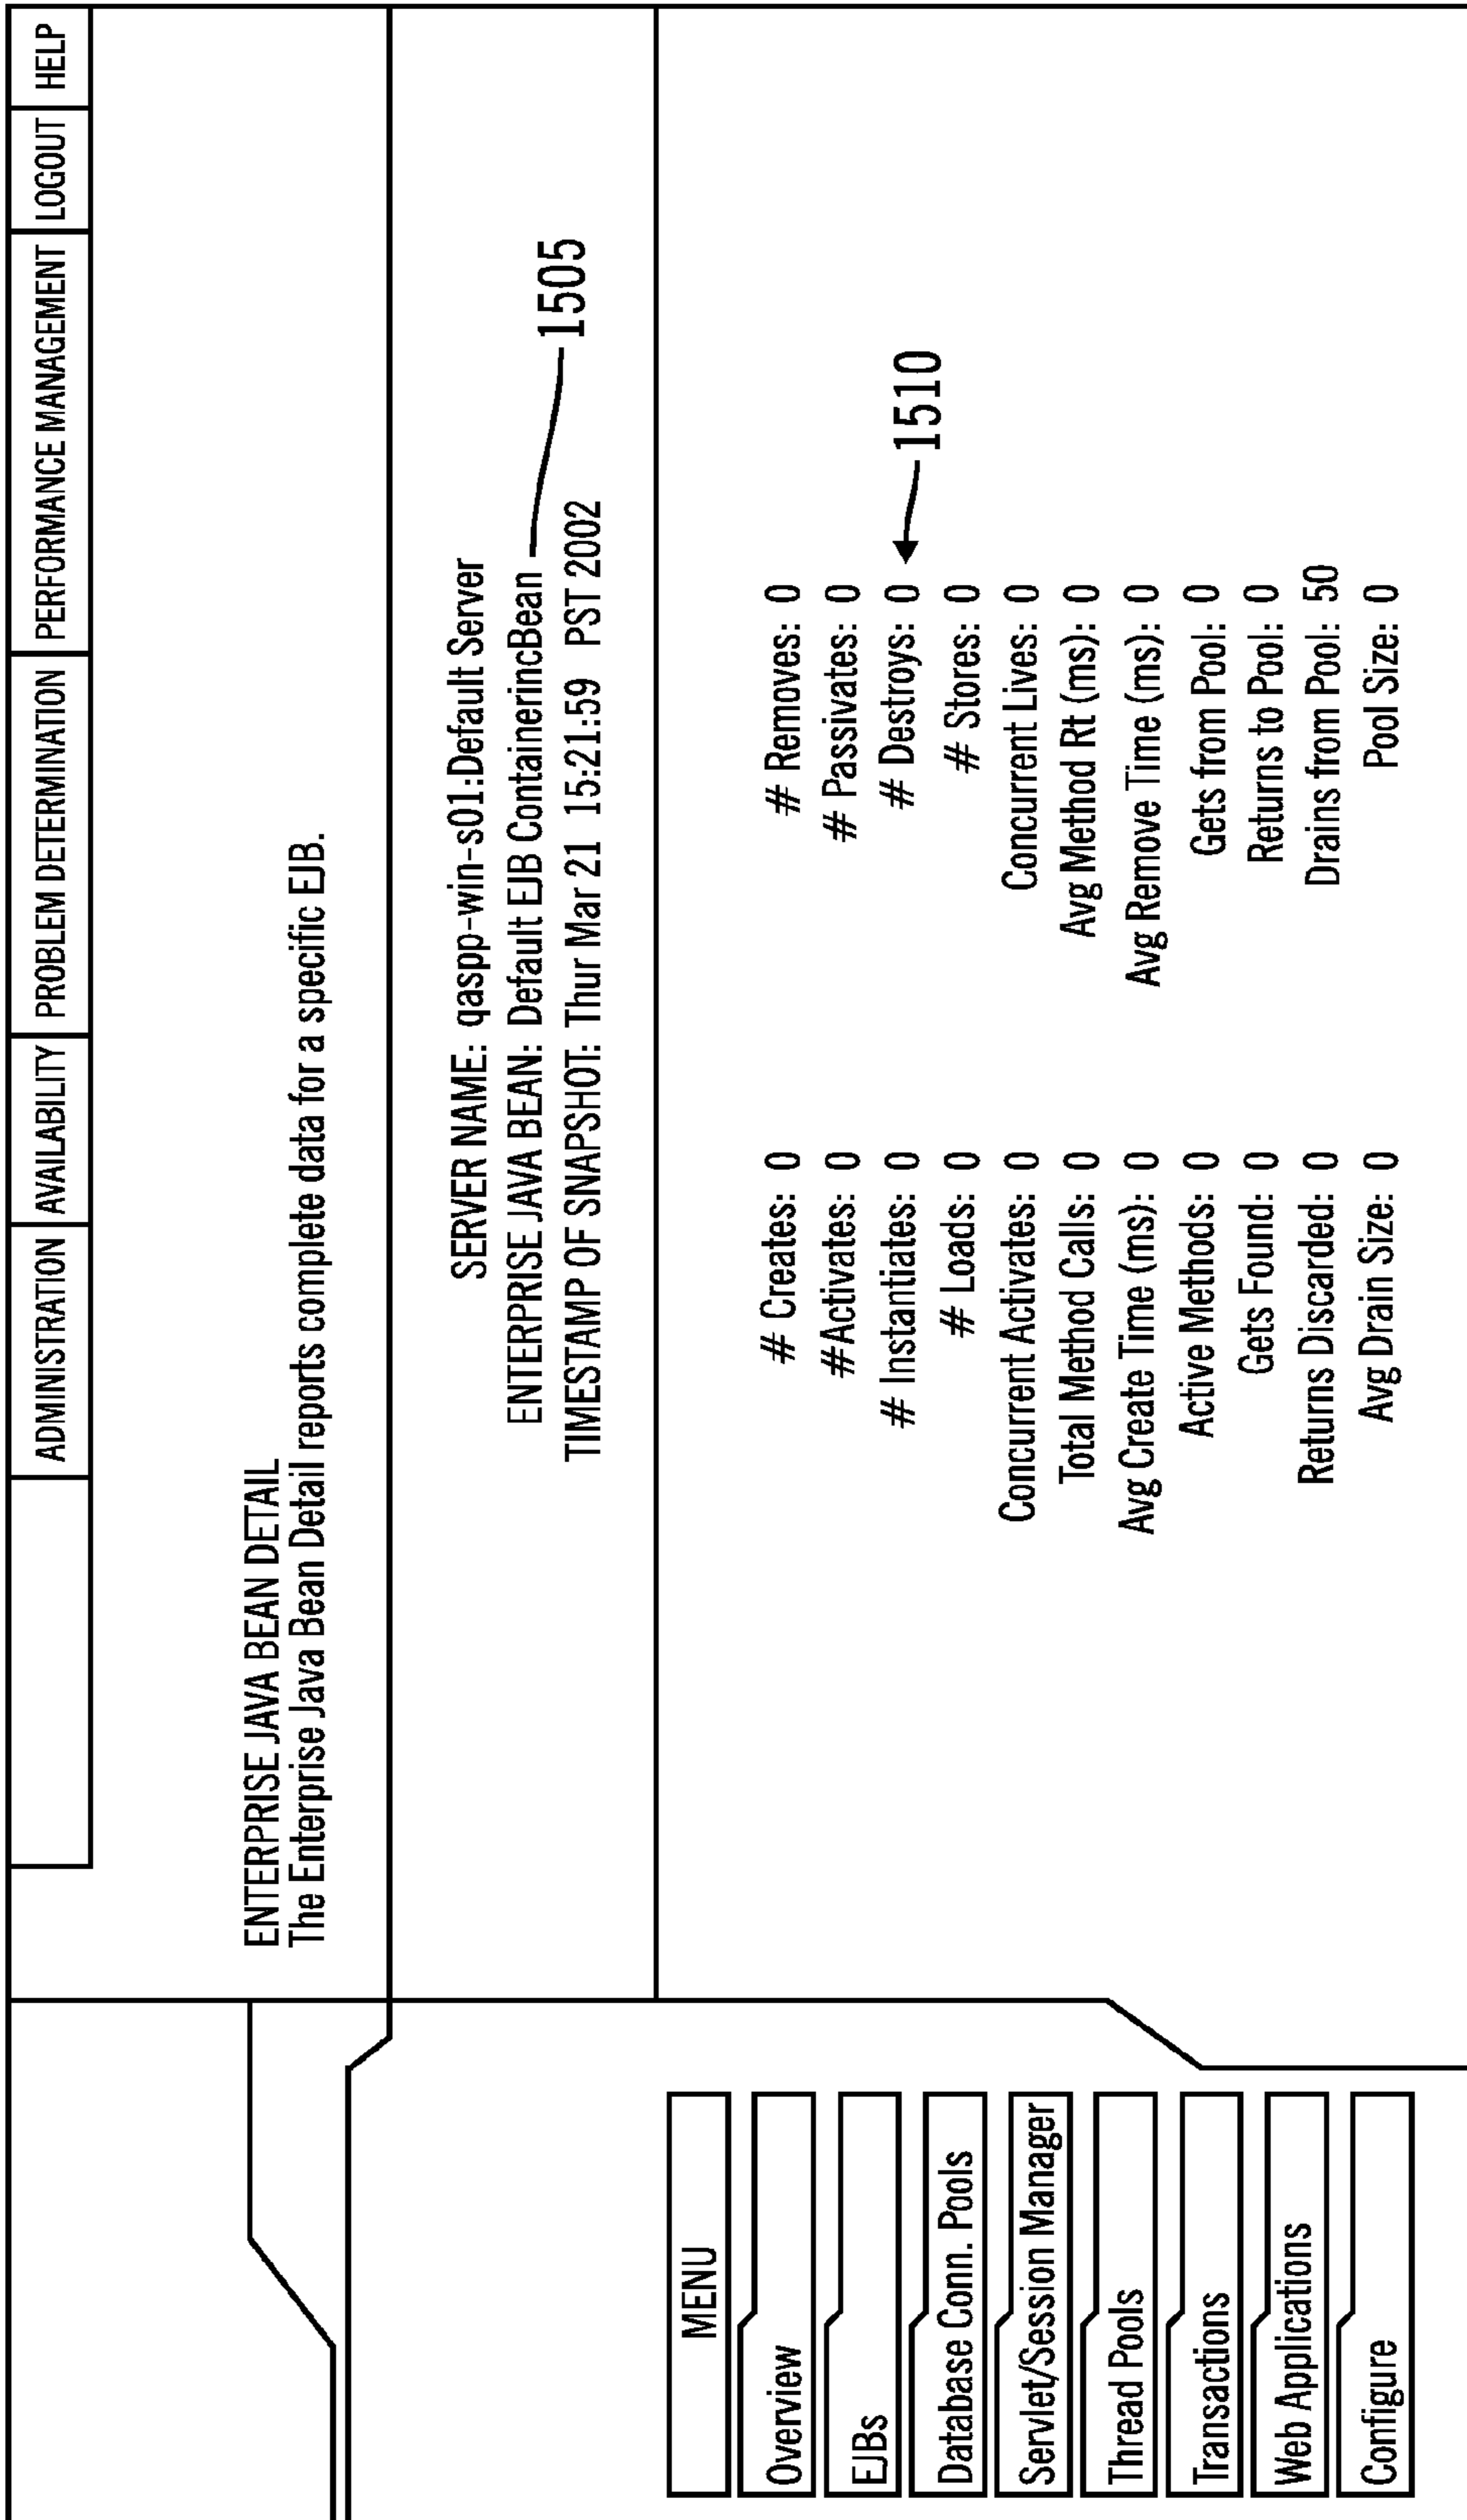 ADMINISTRATION AVAILABILITY PROBLEM DETERMINATION PERFORMANCE MANAGEMENT LOGOUT HELP
ENTERPRISE JAVA BEAN DETAIL
The Enterprise Java Bean Detail reports complete data for a specific EJB.
SERVER NAME: qaspp-win-s01:Default Server
ENTERPRISE JAVA BEAN: Default EJB ContainerincBean
1505
TIMESTAMP OF SNAPSHOT: Thur Mar 21 15:21:59 PST 2002
MENU
Overview
EJBs
Database Conn. Pools
Servlet/Session Manager
Thread Pools
Transactions
Web Applications
Configure
# Creates: 0 # Removes: 0
#Activates: 0 # Passivates: 0
# Instantiates: 0 # Destroys: 0
1510
# Loads: 0 # Stores: 0
Concurrent Activates: 0 Concurrent Lives: 0
Total Method Calls: 0 Avg Method Rt (ms): 0
Avg Create Time (ms): 0 Avg Remove Time (ms): 0
Active Methods: 0 Gets from Pool: 0
Gets Found: 0 Returns to Pool: 0
Returns Discarded: 0 Drains from Pool: 50
Avg Drain Size: 0 Pool Size: 0